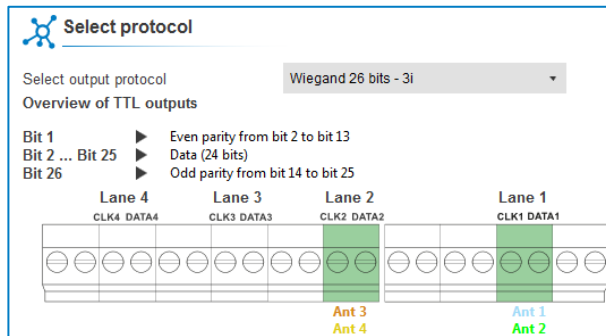 Select protocol
Select output protocol Wiegand 26 bits - 3i
Overview of TTL outputs
Bit 1 Even parity from bit 2 to bit 13
Bit 2 ... Bit 25 Data (24 bits)
Bit 26 Odd parity from bit 14 to bit 25
Lane 4 Lane 3 Lane 2 Lane 1
CLK4 DATA4 CLK3 DATA3 CLK2 DATA2 CLK1 DATA1
Ant 3 Ant 1
Ant 4 Ant 2